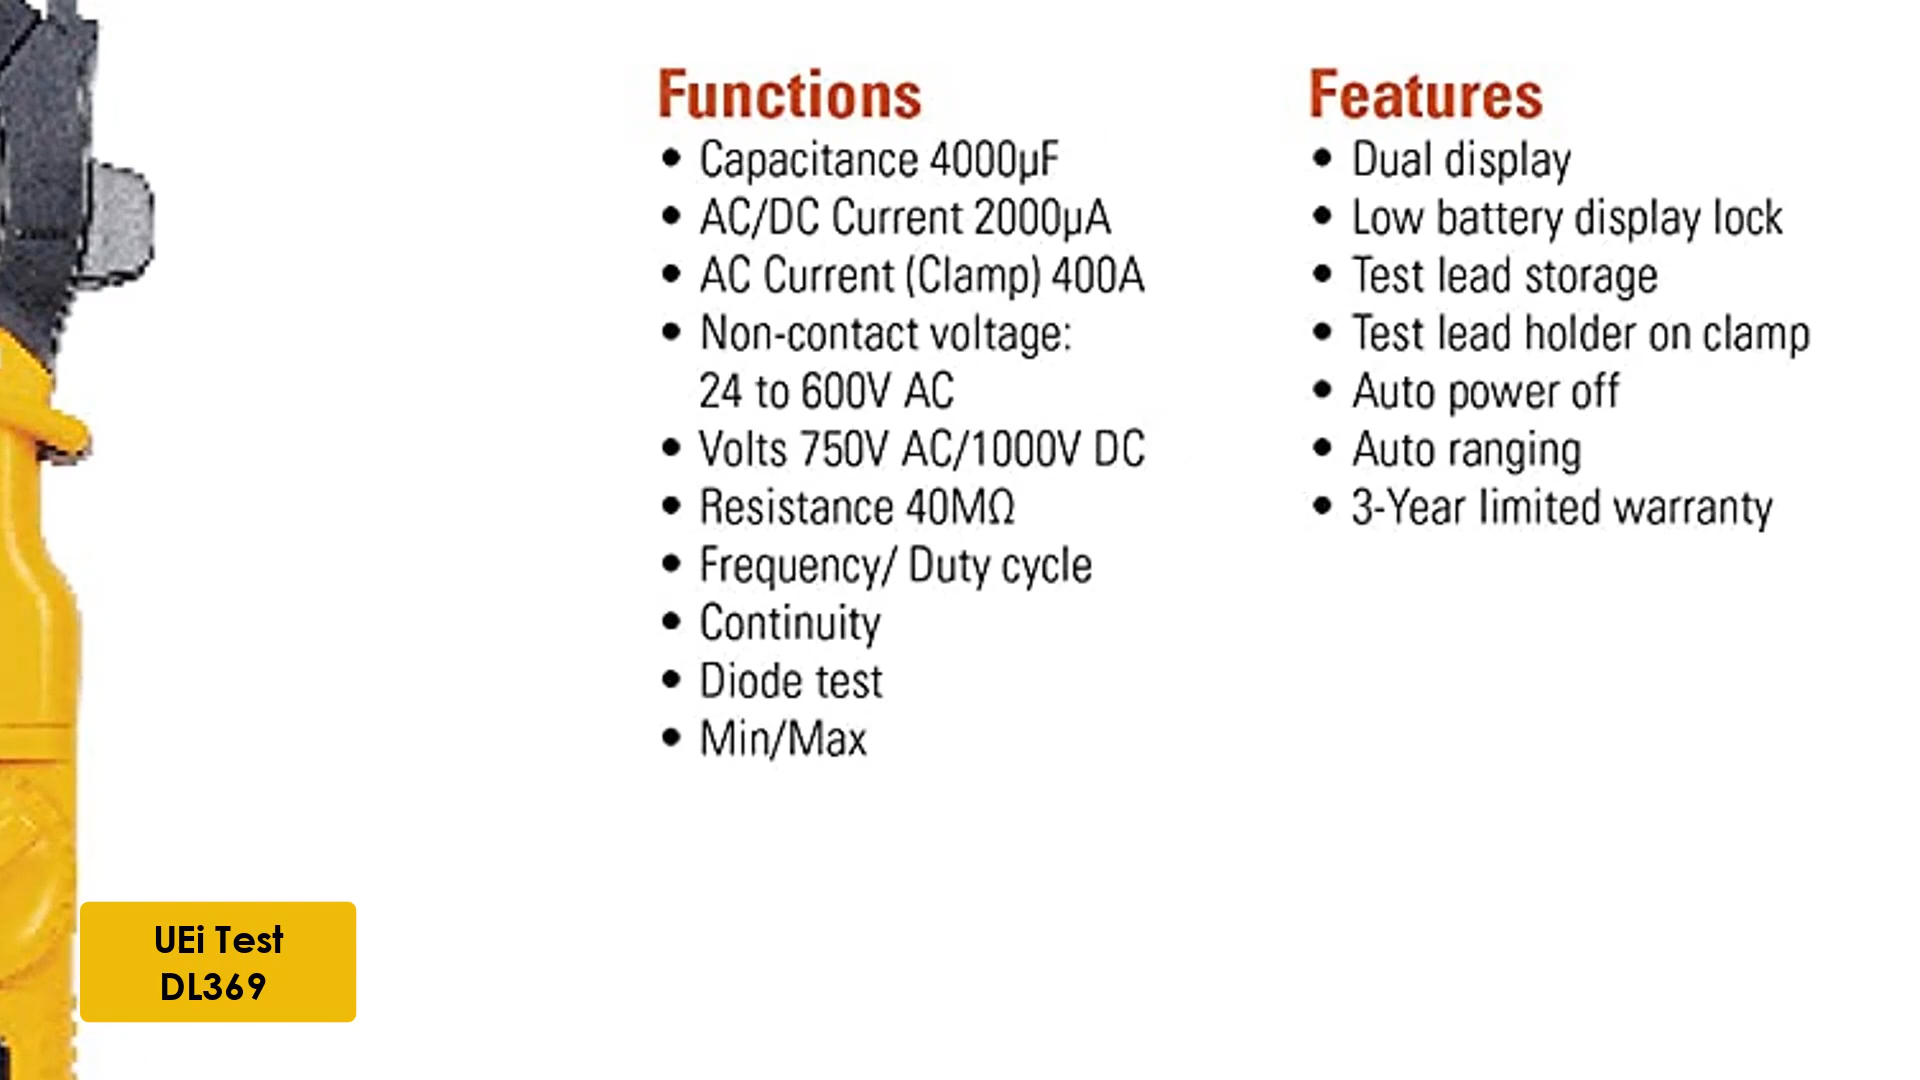 Functions
• Capacitance 4000µF
• AC/DC Current 2000µA
• AC Current (Clamp) 400A
• Non-contact voltage:
24 to 600V AC
• Volts 750V AC/1000V DC
• Resistance 40MΩ
• Frequency/ Duty cycle
• Continuity
• Diode test
• Min/Max
Features
• Dual display
• Low battery display lock
• Test lead storage
• Test lead holder on clamp
• Auto power off
• Auto ranging
• 3-Year limited warranty
UEi Test
DL369